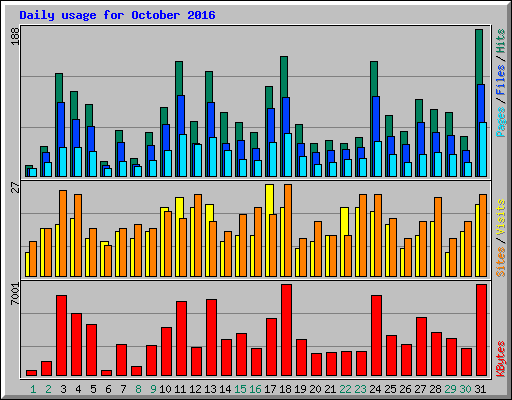 Daily usage for October 2016
188
Pages / Files / Hits
27
Sites / Visits
7001
KBytes
1 2 3 4 5 6 7 8 9 10 11 12 13 14 15 16 17 18 19 20 21 22 23 24 25 26 27 28 29 30 31